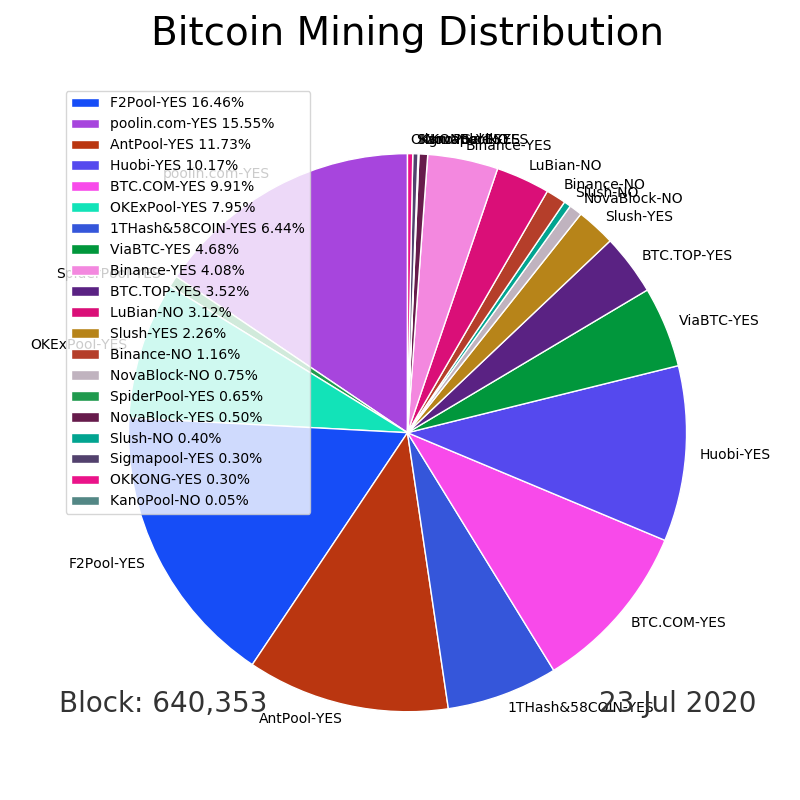 Bitcoin Mining Distribution
F2Pool-YES 16.46%
poolin.com-YES 15.55%
AntPool-YES 11.73%
Huobi-YES 10.17%
BTC.COM-YES 9.91%
OKExPool-YES 7.95%
1THash&58COIN-YES 6.44%
ViaBTC-YES 4.68%
Binance-YES 4.08%
BTC.TOP-YES 3.52%
LuBian-NO 3.12%
Slush-YES 2.26%
Binance-NO 1.16%
NovaBlock-NO 0.75%
SpiderPool-YES 0.65%
NovaBlock-YES 0.50%
Slush-NO 0.40%
Sigmapool-YES 0.30%
OKKONG-YES 0.30%
KanoPool-NO 0.05%
Binance-YES
LuBian-NO
Binance-NO
Slush-NO
NovaBlock-NO
Slush-YES
BTC.TOP-YES
ViaBTC-YES
Huobi-YES
BTC.COM-YES
1THash&58COIN-YES
AntPool-YES
F2Pool-YES
OKExPool-YES
poolin.com-YES
Block: 640,353
23 Jul 2020